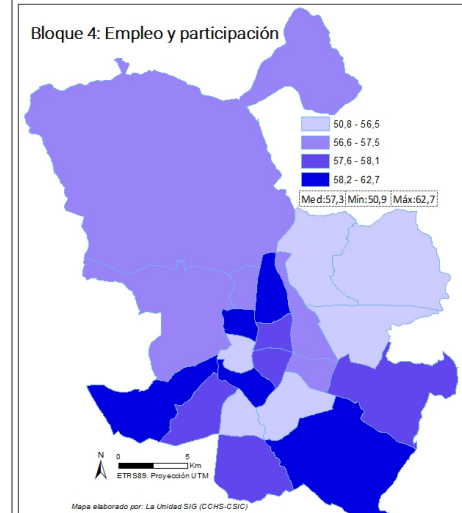 Bloque 4: Empleo y participación
50,8 - 56,5
56,6 - 57,5
57,6 - 58,1
58,2 - 62,7
Med:57,3 Mín:50,9 Máx:62,7
N
0 5
Km
ETRS89. Proyección UTM
Mapa elaborado por: La Unidad SIG (CCHS-CSIC)